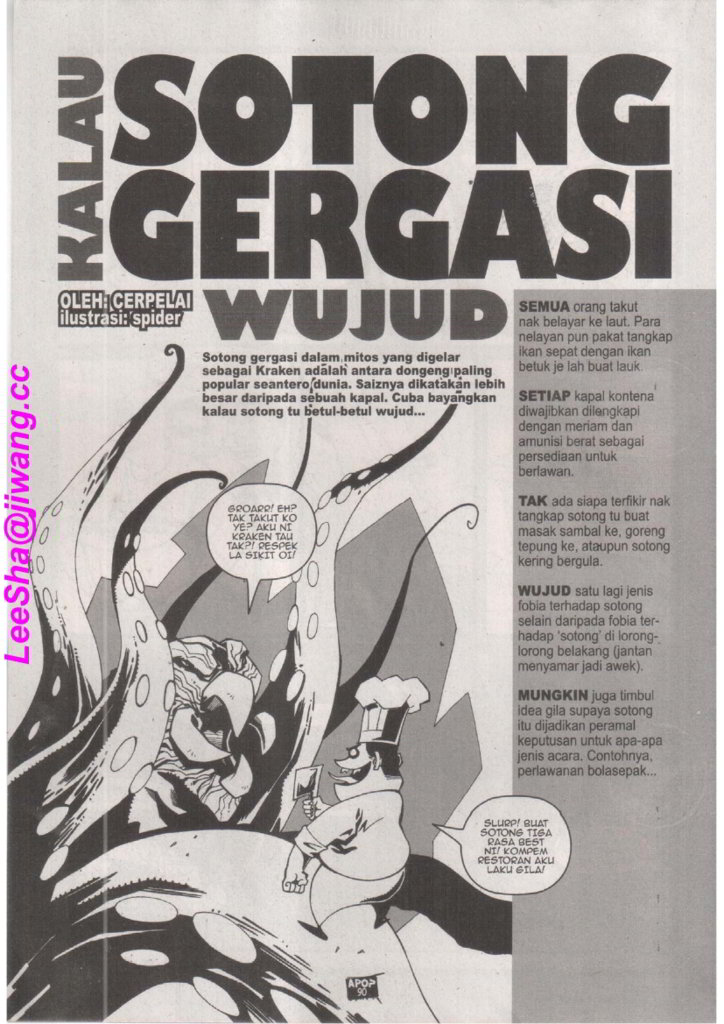 KALAU
SOTONG
GERGASI
WUJUD
OLEH: CERPELAI
ilustrasi: spider
Sotong gergasi dalam mitos yang digelar
sebagai Kraken adalah antara dongeng paling
popular seantero dunia. Saiznya dikatakan lebih
besar daripada sebuah kapal. Cuba bayangkan
kalau sotong tu betul-betul wujud...
SEMUA orang takut
nak belayar ke laut. Para
nelayan pun pakat tangkap
ikan sepat dengan ikan
betuk je lah buat lauk.
SETIAP kapal kontena
diwajibkan dilengkapi
dengan meriam dan
amunisi berat sebagai
persediaan untuk
berlawan.
TAK ada siapa terfikir nak
tangkap sotong tu buat
masak sambal ke, goreng
tepung ke, ataupun sotong
kering bergula.
WUJUD satu lagi jenis
fobia terhadap sotong
selain daripada fobia ter-
hadap ‘sotong’ di lorong-
lorong belakang (jantan
menyamar jadi awek).
MUNGKIN juga timbul
idea gila supaya sotong
itu dijadikan peramal
keputusan untuk apa-apa
jenis acara. Contohnya,
perlawanan bolasepak...
GROARR! EH?
TAK TAKUT KO
YE? AKU NI
KRAKEN TAU
TAK?! RESPEK
LA SIKIT OI!
SLURP! BUAT
SOTONG TIGA
RASA BEST
NI! KOMPEM
RESTORAN AKU
LAKU GILA!
APO?
90
LeeSha@jiwang.cc